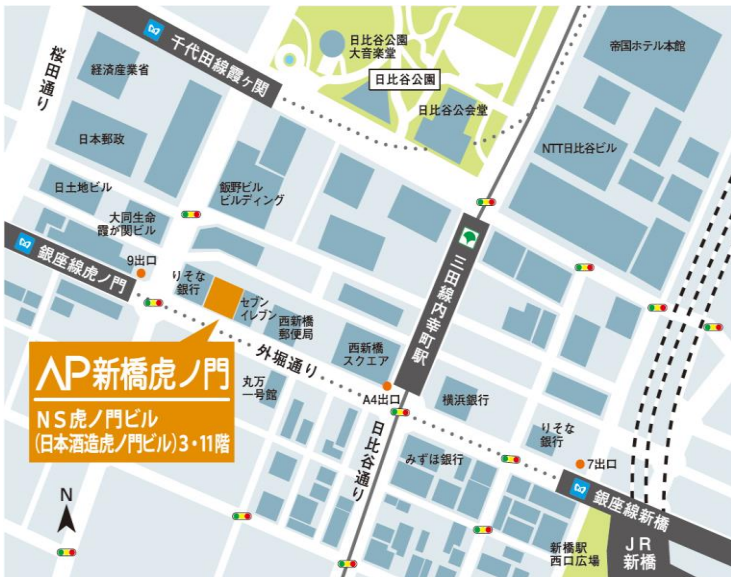 千代田線霞ヶ関
桜田通り
経済産業省
日比谷公園
大音楽堂
日比谷公園
日比谷公会堂
帝国ホテル本館
日本郵政
NTT日比谷ビル
日土地ビル
飯野ビル
ビルディング
大同生命
霞が関ビル
銀座線虎ノ門
9出口
りそな
銀行
セブン
イレブン
西新橋
郵便局
三田線内幸町駅
外堀通り
西新橋
スクエア
AP新橋虎ノ門
NS虎ノ門ビル
(日本酒造虎ノ門ビル)3・11階
丸万
一号館
A4出口
横浜銀行
日比谷通り
みずほ銀行
りそな
銀行
7出口
銀座線新橋
N
新橋駅
西口広場
JR
新橋